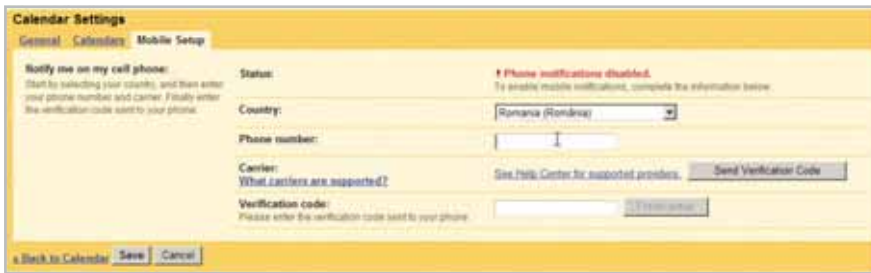 Calendar Settings
General Calendars Mobile Setup
Notify me on my cell phone:
Start by selecting your country, and then enter
your phone number and carrier. Finally enter
the verification code sent to your phone.
Status:
! Phone notifications disabled.
To enable mobile notifications, complete the information below.
Country:
Romania (România)
Phone number:
Carrier:
What carriers are supported?
See Help Center for supported providers.
Send Verification Code
Verification code:
Please enter the verification code sent to your phone
Finish setup
« Back to Calendar Save Cancel